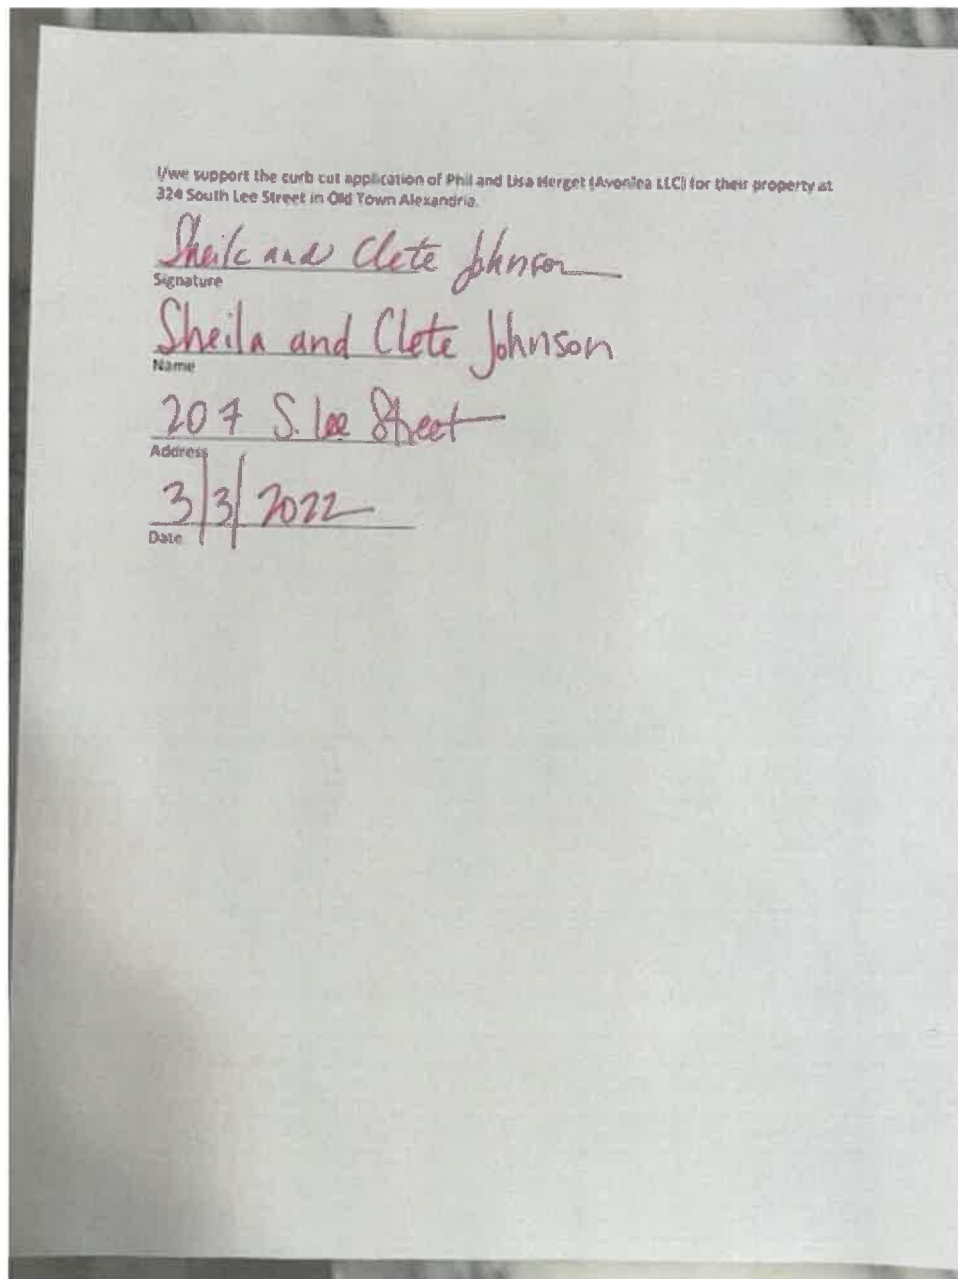 I/we support the curb cut application of Phil and Lisa Herget (Avonlea LLC) for their property at
324 South Lee Street in Old Town Alexandria.
Sheila and Clete Johnson
Signature
Sheila and Clete Johnson
Name
207 S. Lee Street
Address
3/3/2022
Date